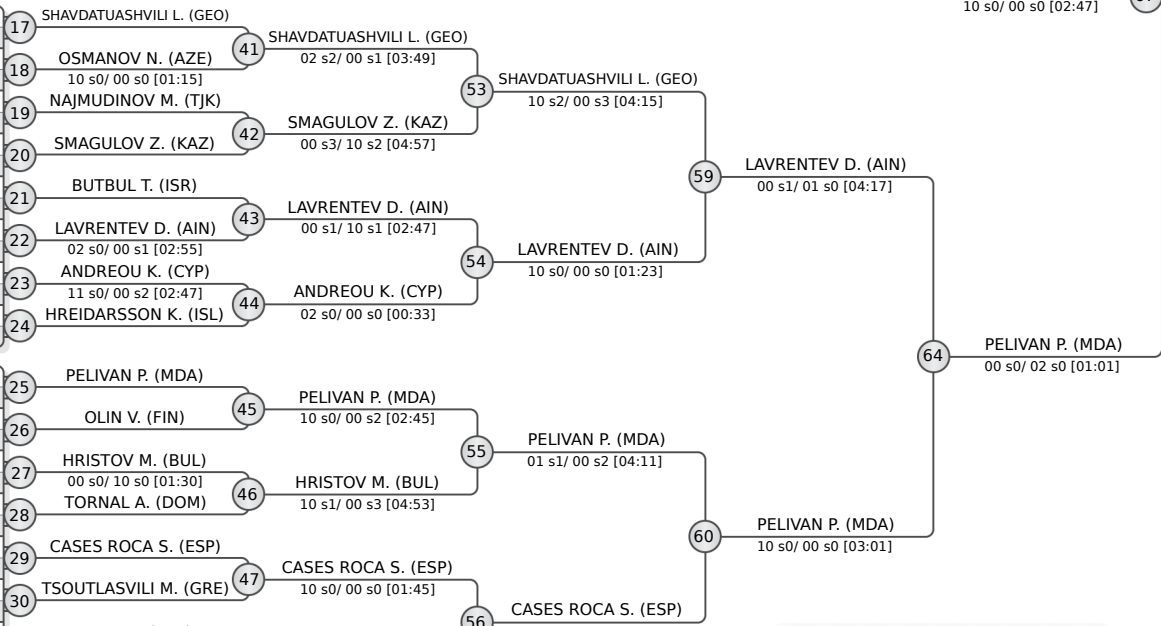 10 s0/ 00 s0 [02:47]
17
SHAVDATUASHVILI L. (GEO)
18
OSMANOV N. (AZE)
10 s0/ 00 s0 [01:15]
41
SHAVDATUASHVILI L. (GEO)
02 s2/ 00 s1 [03:49]
19
NAJMUDINOV M. (TJK)
20
SMAGULOV Z. (KAZ)
42
SMAGULOV Z. (KAZ)
00 s3/ 10 s2 [04:57]
53
SHAVDATUASHVILI L. (GEO)
10 s2/ 00 s3 [04:15]
21
BUTBUL T. (ISR)
22
LAVRENTEV D. (AIN)
02 s0/ 00 s1 [02:55]
43
LAVRENTEV D. (AIN)
00 s1/ 10 s1 [02:47]
23
ANDREOU K. (CYP)
11 s0/ 00 s2 [02:47]
24
HREIDARSSON K. (ISL)
44
ANDREOU K. (CYP)
02 s0/ 00 s0 [00:33]
54
LAVRENTEV D. (AIN)
10 s0/ 00 s0 [01:23]
59
LAVRENTEV D. (AIN)
00 s1/ 01 s0 [04:17]
64
PELIVAN P. (MDA)
00 s0/ 02 s0 [01:01]
25
PELIVAN P. (MDA)
26
OLIN V. (FIN)
45
PELIVAN P. (MDA)
10 s0/ 00 s2 [02:45]
27
HRISTOV M. (BUL)
00 s0/ 10 s0 [01:30]
28
TORNAL A. (DOM)
46
HRISTOV M. (BUL)
10 s1/ 00 s3 [04:53]
55
PELIVAN P. (MDA)
01 s1/ 00 s2 [04:11]
60
PELIVAN P. (MDA)
10 s0/ 00 s0 [03:01]
29
CASES ROCA S. (ESP)
30
TSOUTLASVILI M. (GRE)
47
CASES ROCA S. (ESP)
10 s0/ 00 s0 [01:45]
56
CASES ROCA S. (ESP)